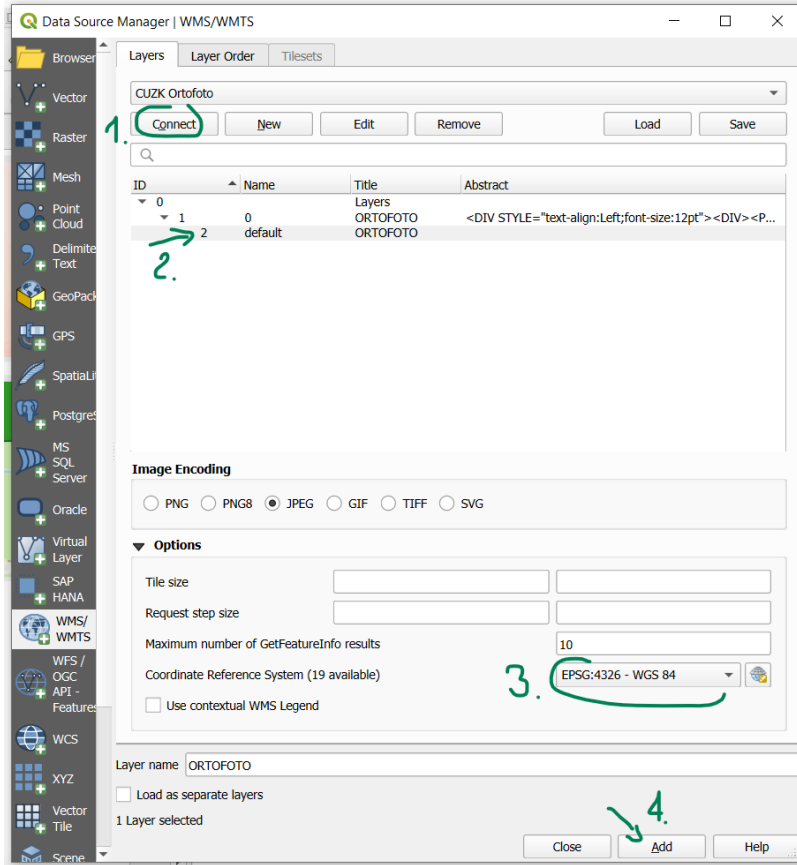 Data Source Manager | WMS/WMTS
Browser
Vector
Raster
Mesh
Point
Cloud
Delimite
Text
GeoPack
GPS
SpatiaLi
Postgres
MS
SQL
Server
Oracle
Virtual
Layer
SAP
HANA
WMS/
WMTS
WFS /
OGC
API -
Features
WCS
XYZ
Vector
Tile
Scene
Layers Layer Order Tilesets
CUZK Ortofoto
1. Connect New Edit Remove Load Save
ID Name Title Abstract
0 Layers
1 0 ORTOFOTO <DIV STYLE="text-align:Left;font-size:12pt"><DIV><P...
2 default ORTOFOTO
2.
Image Encoding
PNG PNG8 JPEG GIF TIFF SVG
Options
Tile size
Request step size
Maximum number of GetFeatureInfo results 10
Coordinate Reference System (19 available) 3. EPSG:4326 - WGS 84
Use contextual WMS Legend
Layer name ORTOFOTO
Load as separate layers
4.
1 Layer selected
Close Add Help